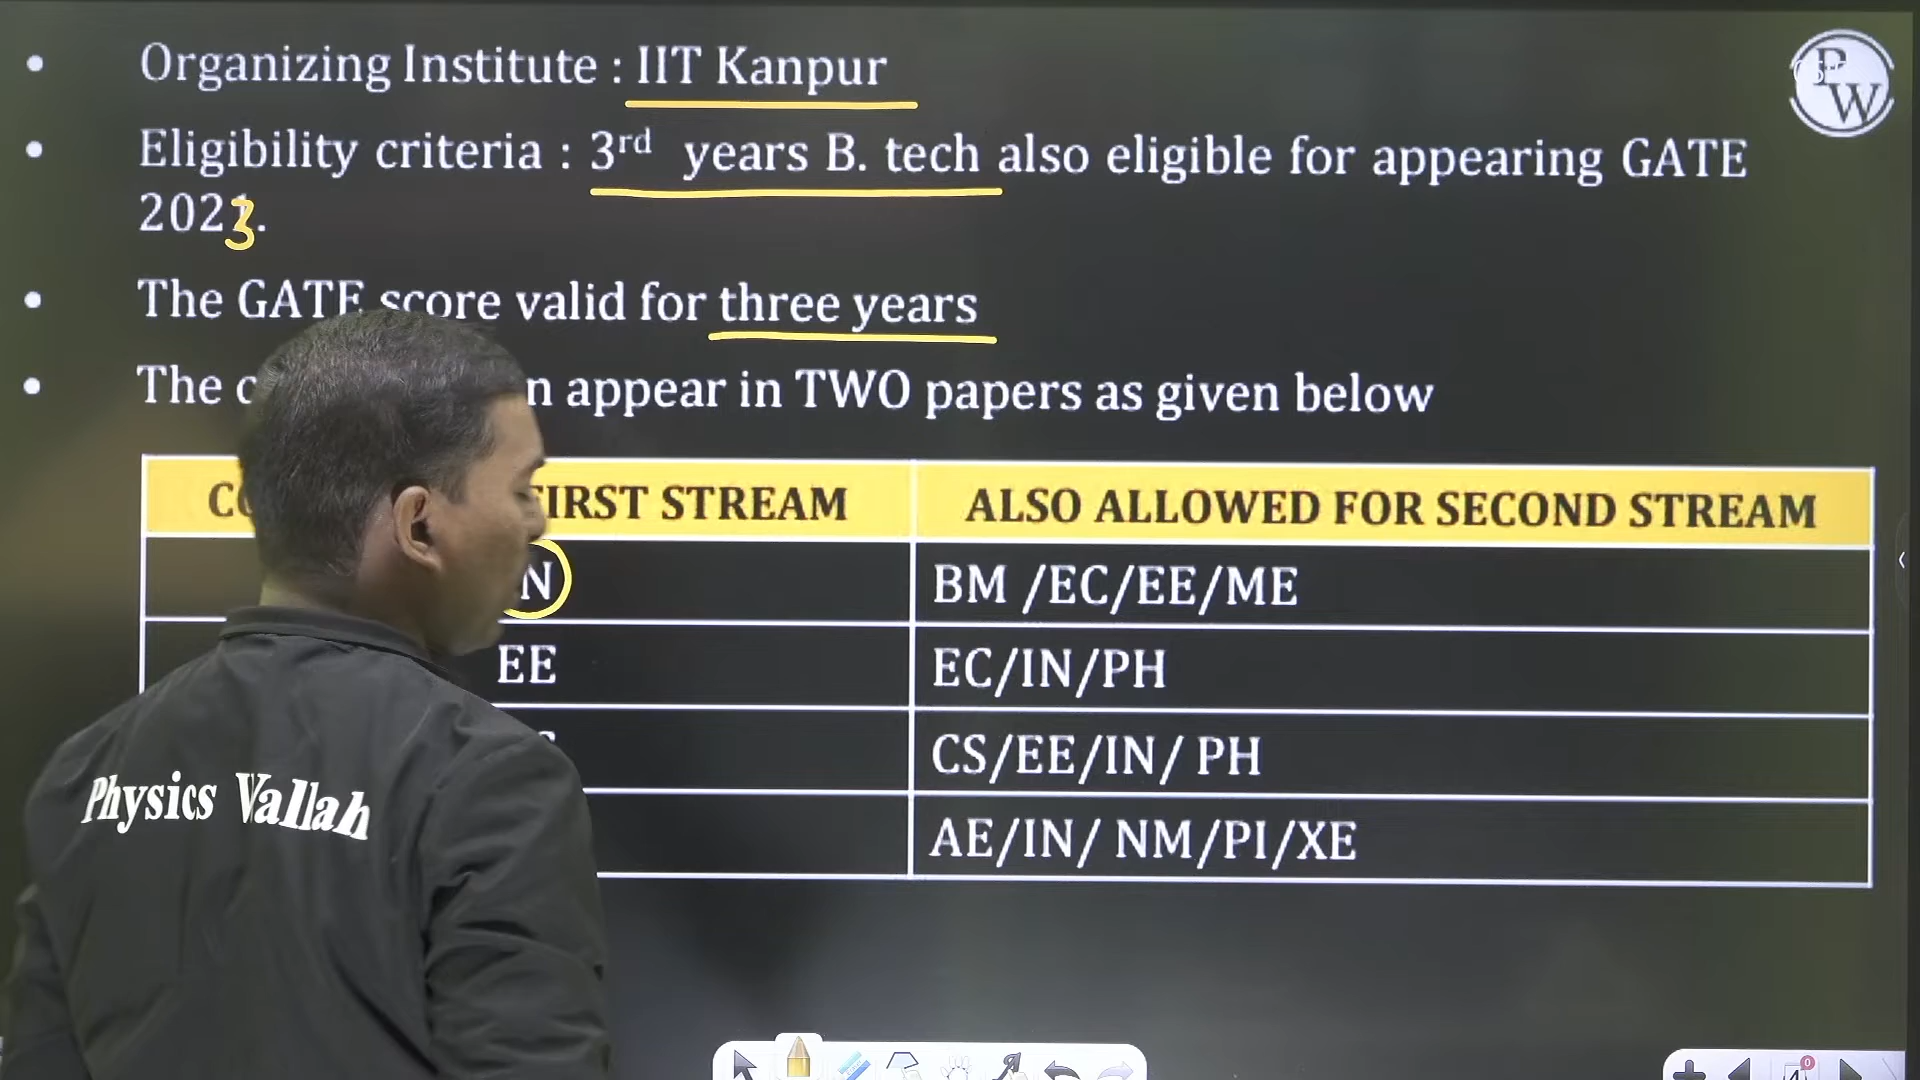 Organizing Institute : IIT Kanpur
PW
Eligibility criteria : 3rd years B. tech also eligible for appearing GATE
2023.
The GATE score valid for three years
The appear in TWO papers as given below
FIRST STREAM ALSO ALLOWED FOR SECOND STREAM
BM /EC/EE/ME
EE EC/IN/PH
CS/EE/IN/ PH
AE/IN/ NM/PI/XE
Physics Wallah